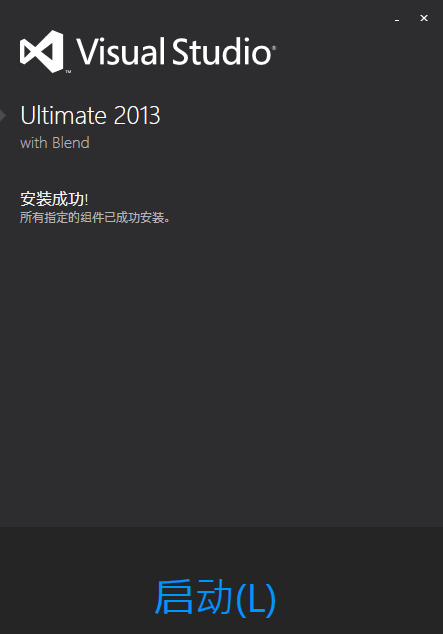 Visual Studio®
™
Ultimate 2013
with Blend
安装成功!
所有指定的组件已成功安装。
启动(L)